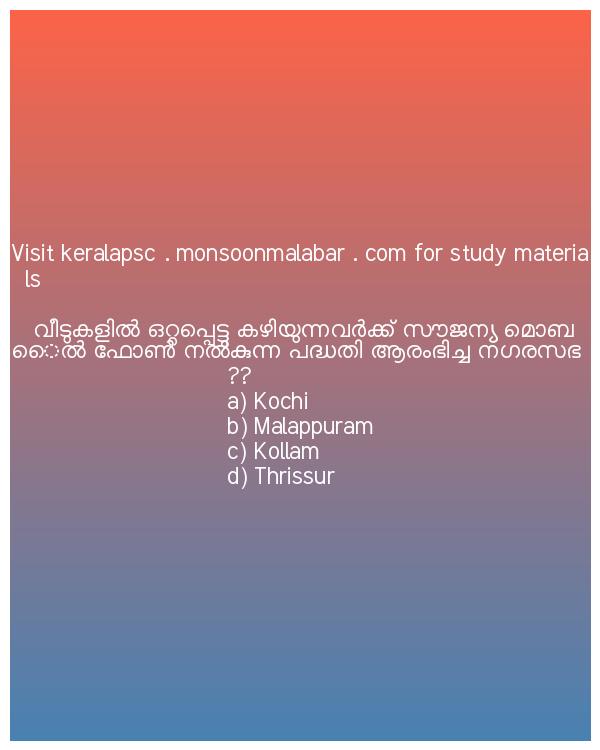 Visit keralapsc . monsoonmalabar . com for study materia
ls
വീടുകളിൽ ഒറ്റപ്പെട്ടു കഴിയുന്നവർക്ക് സൗജന്യ മൊബ
ൈൽ ഫോൺ നൽകുന്ന പദ്ധതി ആരംഭിച്ച നഗരസഭ
??
a) Kochi
b) Malappuram
c) Kollam
d) Thrissur